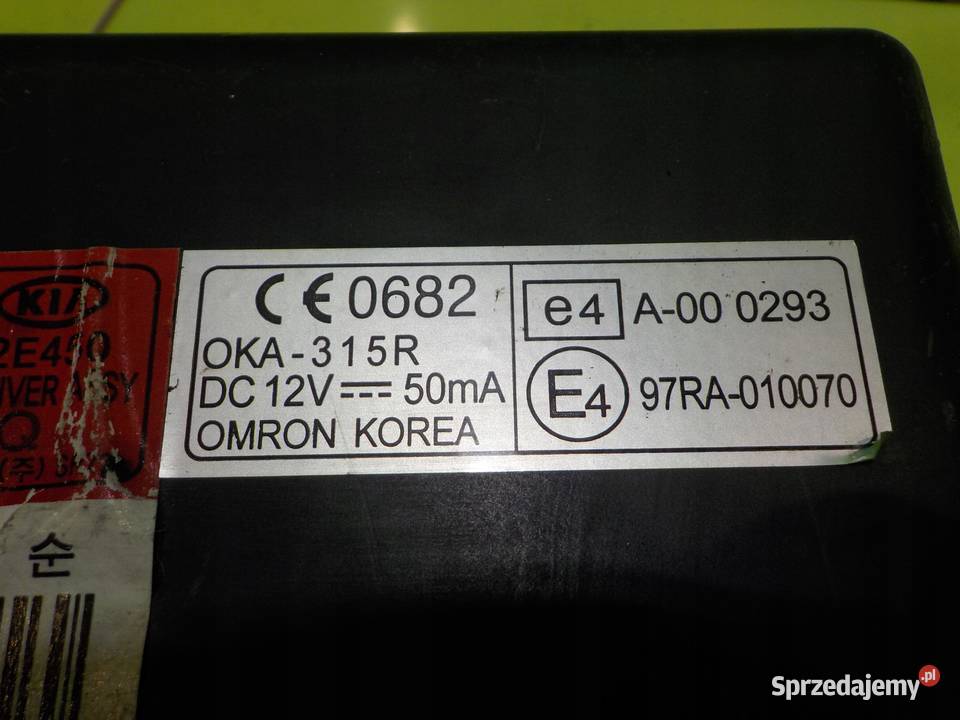 KIA
2E450
IVER ASSY
Q
(주)
순
CE 0682
OKA-315R
DC 12V ⎓ 50mA
OMRON KOREA
e4 A-00 0293
E4 97RA-010070
Sprzedajemy.pl